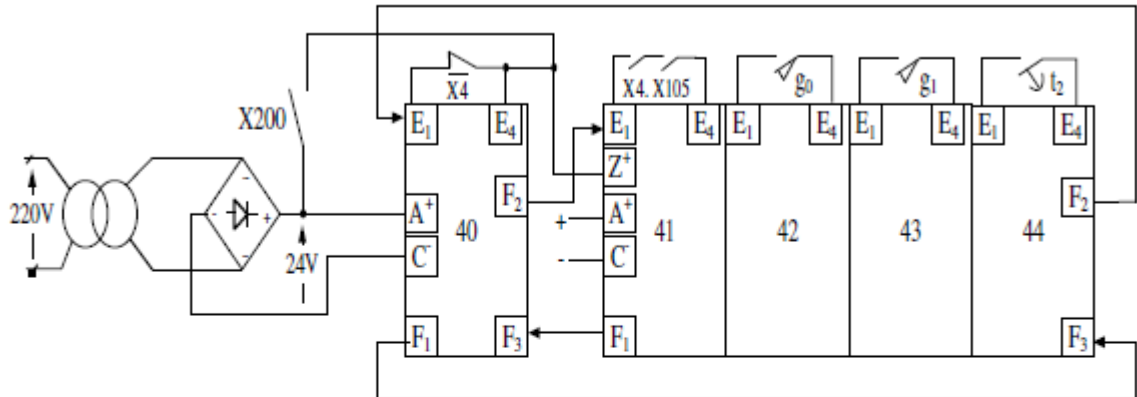 X4 X4. X105 g₀ g₁ t₂
X200 E₁ E₄ E₁ E₄ E₁ E₄ E₁ E₄ E₁ E₄
Z⁺
- F₂ F₂
220V - + A⁺ 40 + A⁺ 41 42 43 44
- 24V C⁻ - C⁻
F₁ F₃ F₁ F₃